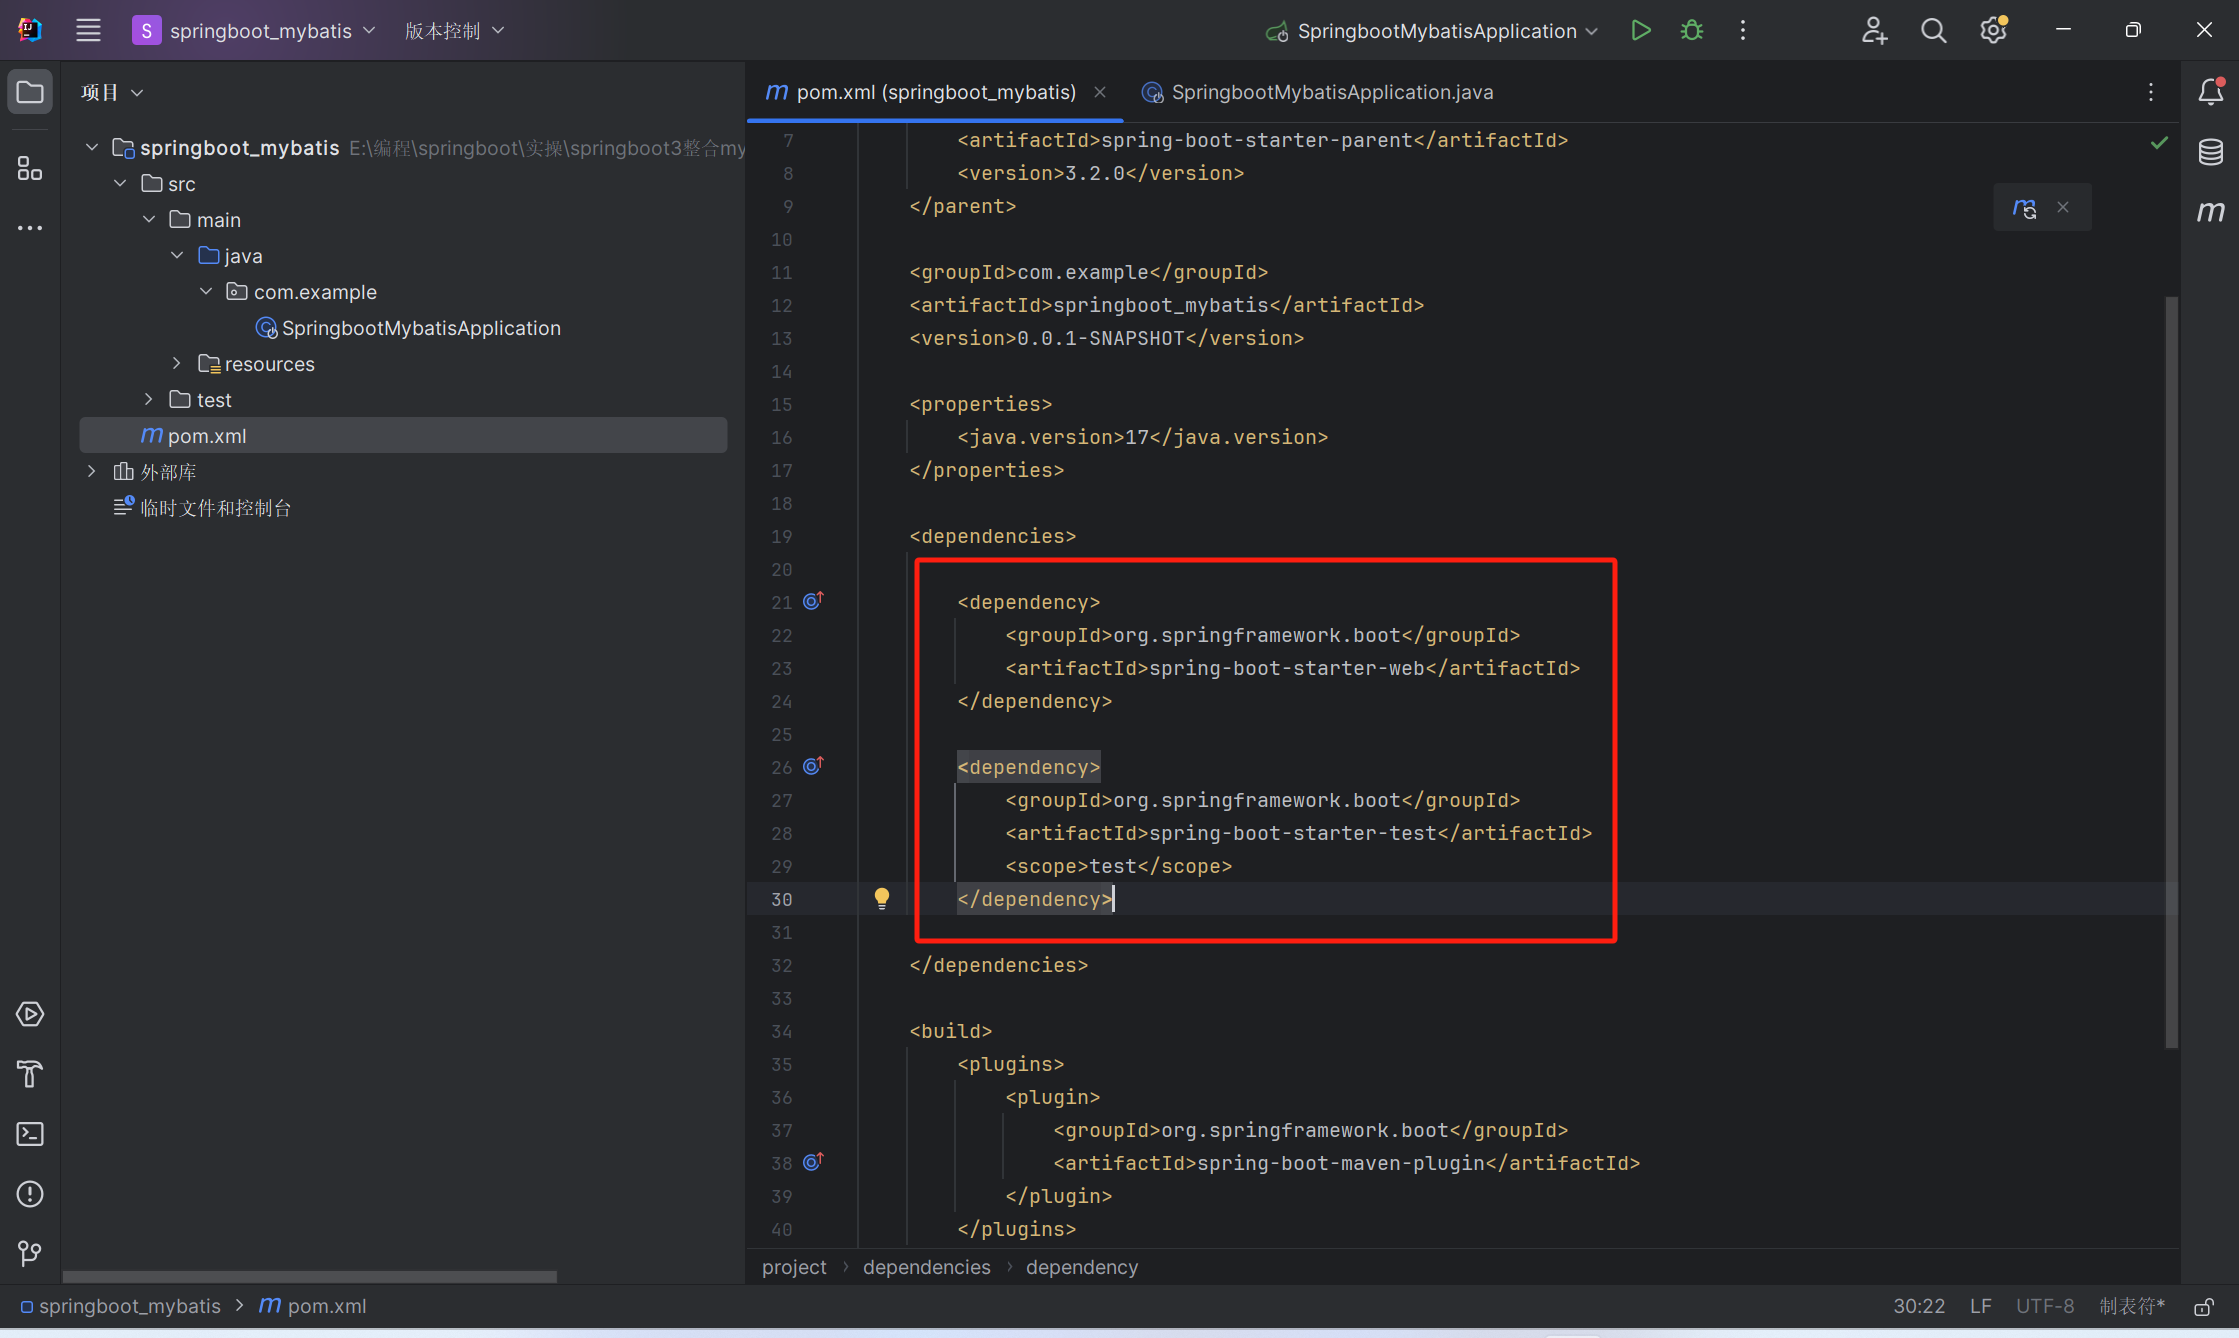 S springboot_mybatis 版本控制 SpringbootMybatisApplication
项目
springboot_mybatis E:\编程\springboot\实操\springboot3整合my
src
main
java
com.example
SpringbootMybatisApplication
resources
test
pom.xml
外部库
临时文件和控制台
pom.xml (springboot_mybatis) SpringbootMybatisApplication.java
7 <artifactId>spring-boot-starter-parent</artifactId>
8 <version>3.2.0</version>
9 </parent>
10
11 <groupId>com.example</groupId>
12 <artifactId>springboot_mybatis</artifactId>
13 <version>0.0.1-SNAPSHOT</version>
14
15 <properties>
16 <java.version>17</java.version>
17 </properties>
18
19 <dependencies>
20
21 <dependency>
22 <groupId>org.springframework.boot</groupId>
23 <artifactId>spring-boot-starter-web</artifactId>
24 </dependency>
25
26 <dependency>
27 <groupId>org.springframework.boot</groupId>
28 <artifactId>spring-boot-starter-test</artifactId>
29 <scope>test</scope>
30 </dependency>
31
32 </dependencies>
33
34 <build>
35 <plugins>
36 <plugin>
37 <groupId>org.springframework.boot</groupId>
38 <artifactId>spring-boot-maven-plugin</artifactId>
39 </plugin>
40 </plugins>
project › dependencies › dependency
springboot_mybatis › pom.xml 30:22 LF UTF-8 制表符*